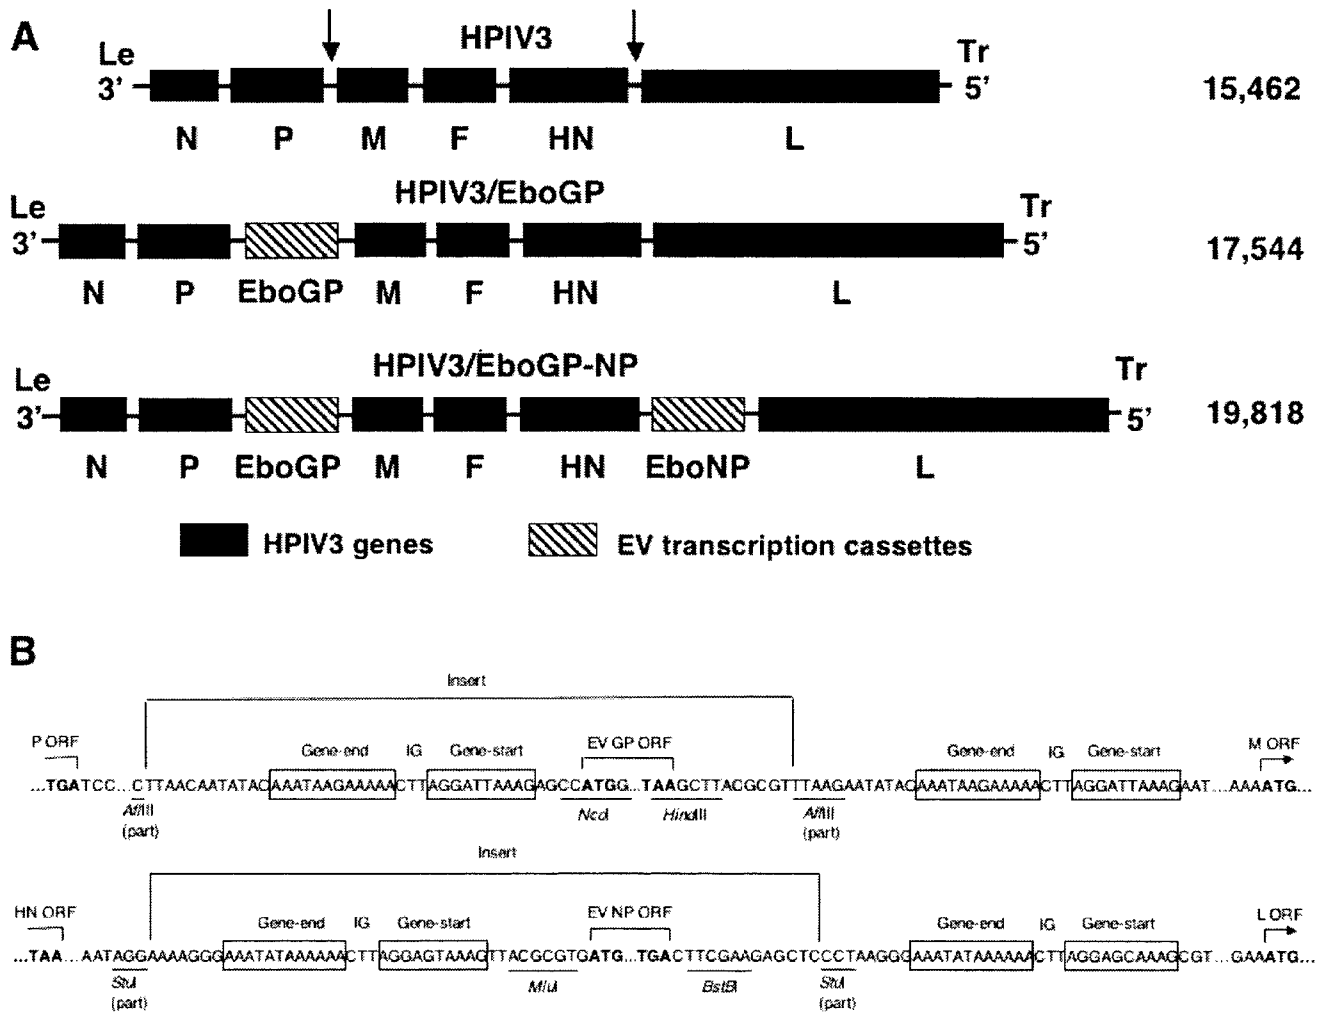 A
HPIV3
Le Tr
3' 5' 15,462
N P M F HN L
HPIV3/EboGP
Le Tr
3' 5' 17,544
N P EboGP M F HN L
HPIV3/EboGP-NP
Le Tr
3' 5' 19,818
N P EboGP M F HN EboNP L
HPIV3 genes EV transcription cassettes
B
Insert
P ORF Gene-end IG Gene-start EV GP ORF Gene-end IG Gene-start M ORF
...TGATCC...CTTAACAATATACAAATAAGAAAAACTTAGGATTAAAGAGCCATGG...TAAGCTTACGCGTTTAAGAATATACAAATAAGAAAAACTTAGGATTAAAGAAT...AAAATG...
AflII NcoI HindIII AflII
(part) (part)
Insert
HN ORF Gene-end IG Gene-start EV NP ORF Gene-end IG Gene-start L ORF
...TAA...AATAGGAAAAGGGAAATATAAAAAACTTAGGAGTAAAGTTACGCGTGATG...TGACTTCGAAGAGCTCCCTAAGGGAAATATAAAAAACTTAGGAGCAAAGCGT...GAAATG...
StuI MluI BstBI StuI
(part) (part)